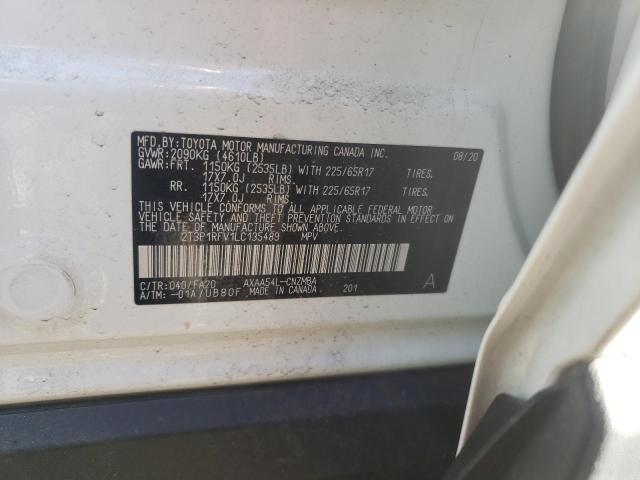 MFD.BY:TOYOTA MOTOR MANUFACTURING CANADA INC. 08/20
GVWR:2090KG (4610LB)
GAWR:FRT. 1150KG (2535LB) WITH 225/65R17 TIRES.
17X7.0J RIMS.
RR. 1150KG (2535LB) WITH 225/65R17 TIRES.
17X7.0J RIMS.
THIS VEHICLE CONFORMS TO ALL APPLICABLE FEDERAL MOTOR
VEHICLE SAFETY AND THEFT PREVENTION STANDARDS IN EFFECT ON
THE DATE OF MANUFACTURE SHOWN ABOVE.
2T3P1RFV1LC135489 MPV
C/TR:040/FA20 AXAA54L-CNZMBA A
A/TM:-01A/UB80F MADE IN CANADA 201